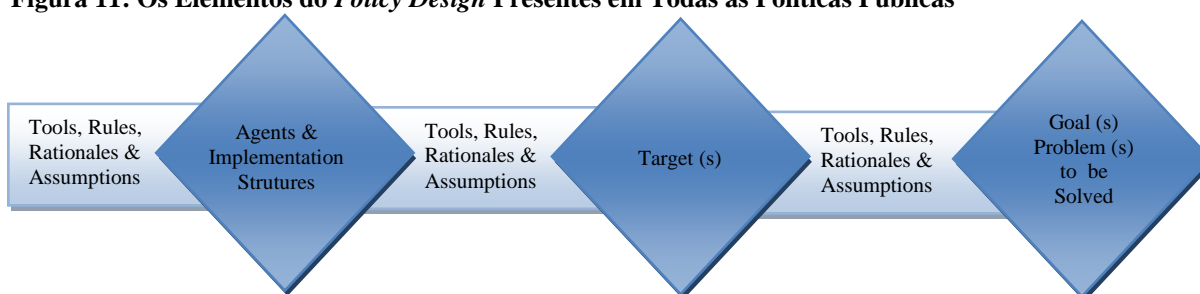 Figura 11: Os Elementos do Policy Design Presentes em Todas as Políticas Públicas
Tools, Rules,
Rationales &
Assumptions
Agents &
Implementation
Strutures
Tools, Rules,
Rationales &
Assumptions
Target (s)
Tools, Rules,
Rationales &
Assumptions
Goal (s)
Problem (s)
to be
Solved